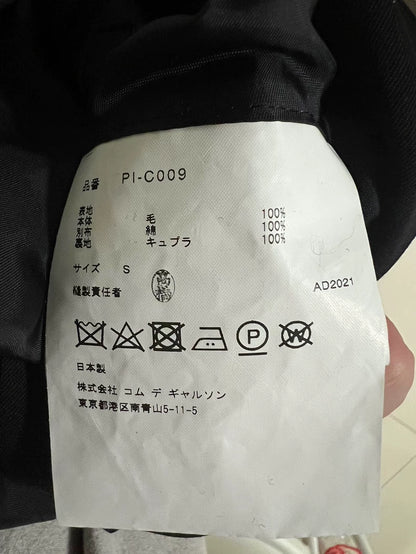 品番 PI-C009
表地
本体 毛 100%
別布 綿 100%
裏地 キュプラ 100%
サイズ S
縫製責任者 高橋
AD2021
P W
日本製
株式会社 コム デ ギャルソン
東京都港区南青山5-11-5